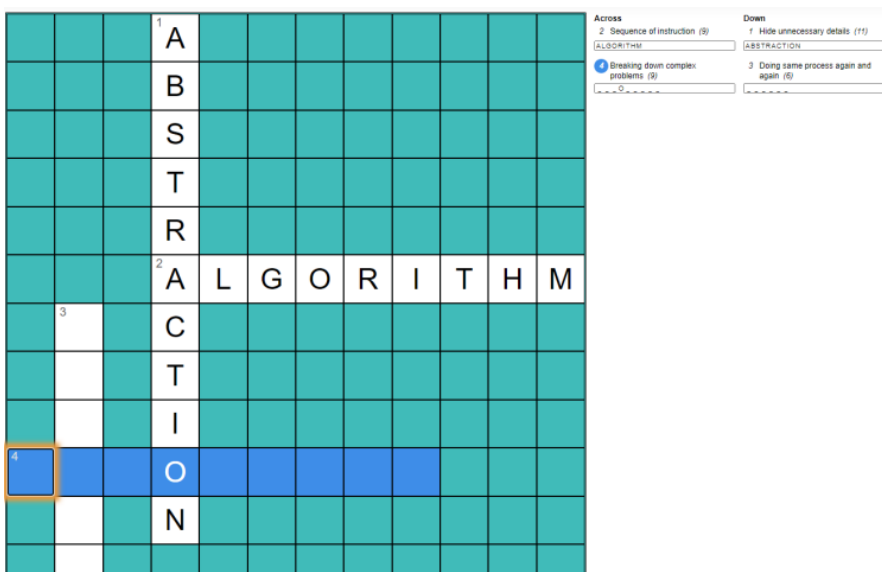 1
A
B
S
T
R
2
A L G O R I T H M
3
C
T
I
4
O
N
Across
2 Sequence of instruction (9)
ALGORITHM
4 Breaking down complex
problems (9)
_ _ _ O _ _ _ _ _
Down
1 Hide unnecessary details (11)
ABSTRACTION
3 Doing same process again and
again (6)
_ _ _ _ _ _